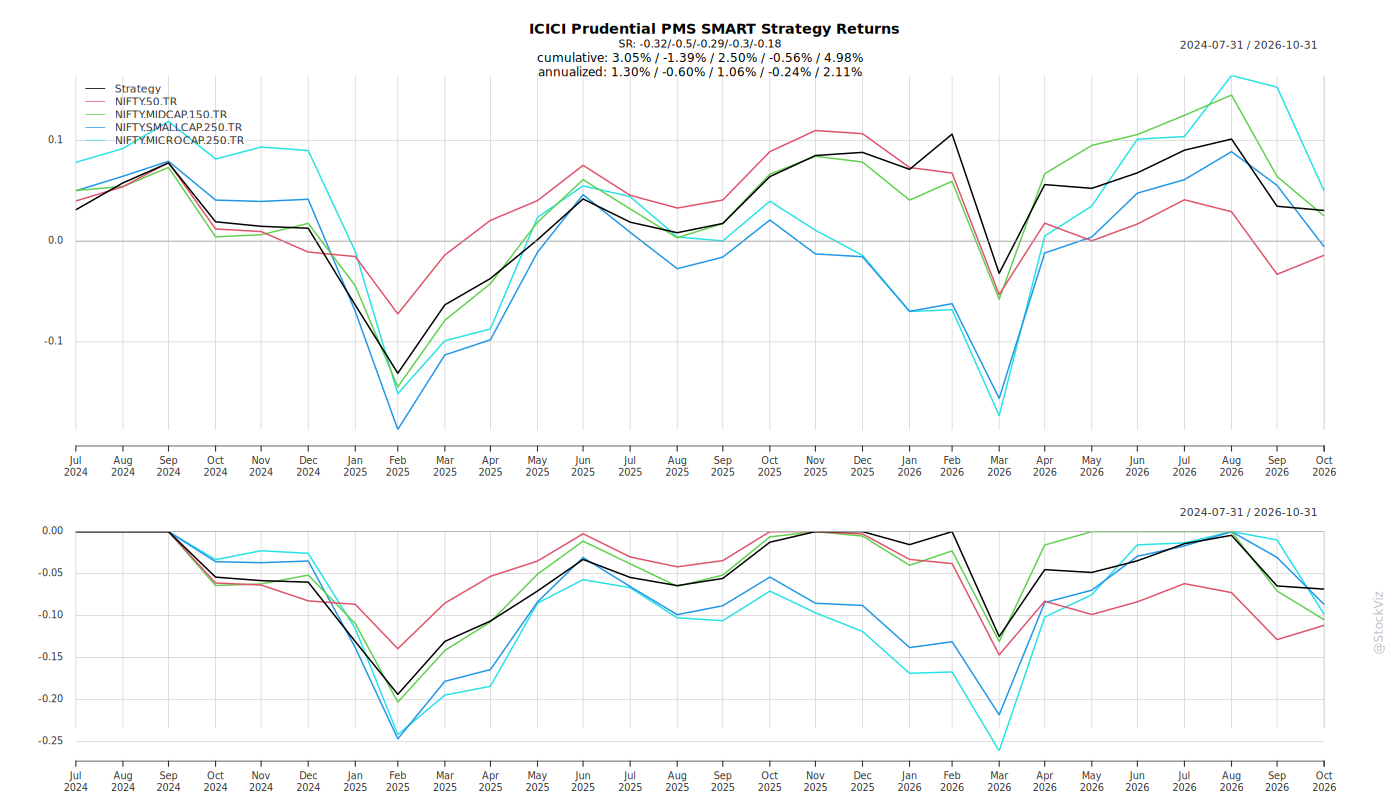 ICICI Prudential PMS SMART Strategy Returns
SR: -0.32/-0.5/-0.29/-0.3/-0.18
2024-07-31 / 2026-10-31
cumulative: 3.05% / -1.39% / 2.50% / -0.56% / 4.98%
annualized: 1.30% / -0.60% / 1.06% / -0.24% / 2.11%
Strategy
NIFTY.50.TR
NIFTY.MIDCAP.150.TR
NIFTY.SMALLCAP.250.TR
NIFTY.MICROCAP.250.TR
0.1
0.0
-0.1
Jul Aug Sep Oct Nov Dec Jan Feb Mar Apr May Jun Jul Aug Sep Oct Nov Dec Jan Feb Mar Apr May Jun Jul Aug Sep Oct
2024 2024 2024 2024 2024 2024 2025 2025 2025 2025 2025 2025 2025 2025 2025 2025 2025 2025 2026 2026 2026 2026 2026 2026 2026 2026 2026 2026
2024-07-31 / 2026-10-31
0.00
-0.05
-0.10
-0.15
-0.20
-0.25
Jul Aug Sep Oct Nov Dec Jan Feb Mar Apr May Jun Jul Aug Sep Oct Nov Dec Jan Feb Mar Apr May Jun Jul Aug Sep Oct
2024 2024 2024 2024 2024 2024 2025 2025 2025 2025 2025 2025 2025 2025 2025 2025 2025 2025 2026 2026 2026 2026 2026 2026 2026 2026 2026 2026
@StockViz